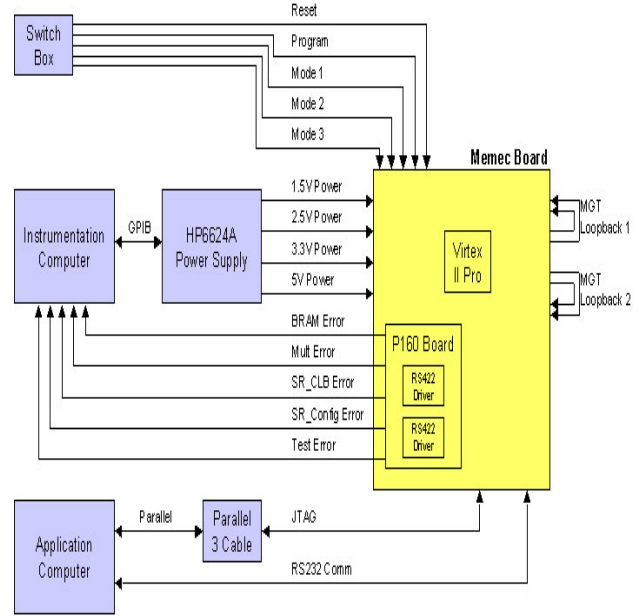 Reset
Switch
Box
Program
Mode 1
Mode 2
Mode 3
Memec Board
1.5V Power
2.5V Power
3.3V Power
5V Power
GPIB
Instrumentation
Computer
HP6624A
Power Supply
Virtex
II Pro
MGT
Loopback 1
MGT
Loopback 2
BRAM Error
Mult Error
SR_CLB Error
SR_Config Error
Test Error
P160 Board
RS422
Driver
RS422
Driver
Parallel
Parallel
3 Cable
JTAG
Application
Computer
RS232 Comm